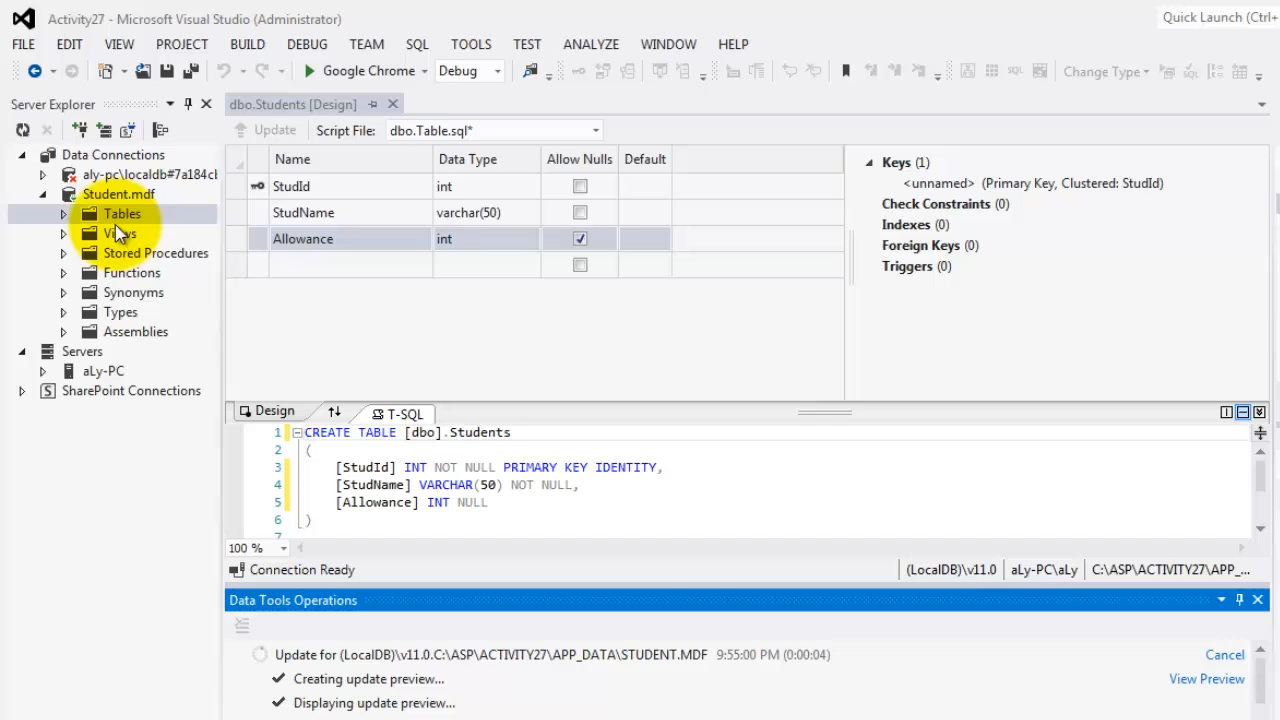 Activity27 - Microsoft Visual Studio (Administrator)
Quick Launch (Ctrl+
FILE EDIT VIEW PROJECT BUILD DEBUG TEAM SQL TOOLS TEST ANALYZE WINDOW HELP
Google Chrome Debug Change Type
Server Explorer
dbo.Students [Design]
Update Script File: dbo.Table.sql*
Data Connections
aly-pc\localdb#7a184cb
Student.mdf
Tables
Views
Stored Procedures
Functions
Synonyms
Types
Assemblies
Servers
aLy-PC
SharePoint Connections
Name Data Type Allow Nulls Default
StudId int
StudName varchar(50)
Allowance int
Keys (1)
<unnamed> (Primary Key, Clustered: StudId)
Check Constraints (0)
Indexes (0)
Foreign Keys (0)
Triggers (0)
Design T-SQL
1 CREATE TABLE [dbo].Students
2 (
3 [StudId] INT NOT NULL PRIMARY KEY IDENTITY,
4 [StudName] VARCHAR(50) NOT NULL,
5 [Allowance] INT NULL
6 )
7
100 %
Connection Ready (LocalDB)\v11.0 aLy-PC\aLy C:\ASP\ACTIVITY27\APP_...
Data Tools Operations
Update for (LocalDB)\v11.0.C:\ASP\ACTIVITY27\APP_DATA\STUDENT.MDF 9:55:00 PM (0:00:04) Cancel
Creating update preview... View Preview
Displaying update preview...